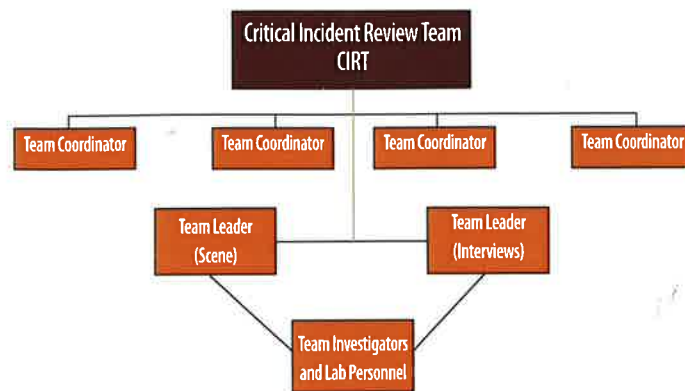 Critical Incident Review Team
CIRT
Team Coordinator
Team Coordinator
Team Coordinator
Team Coordinator
Team Leader
(Scene)
Team Leader
(Interviews)
Team Investigators
and Lab Personnel